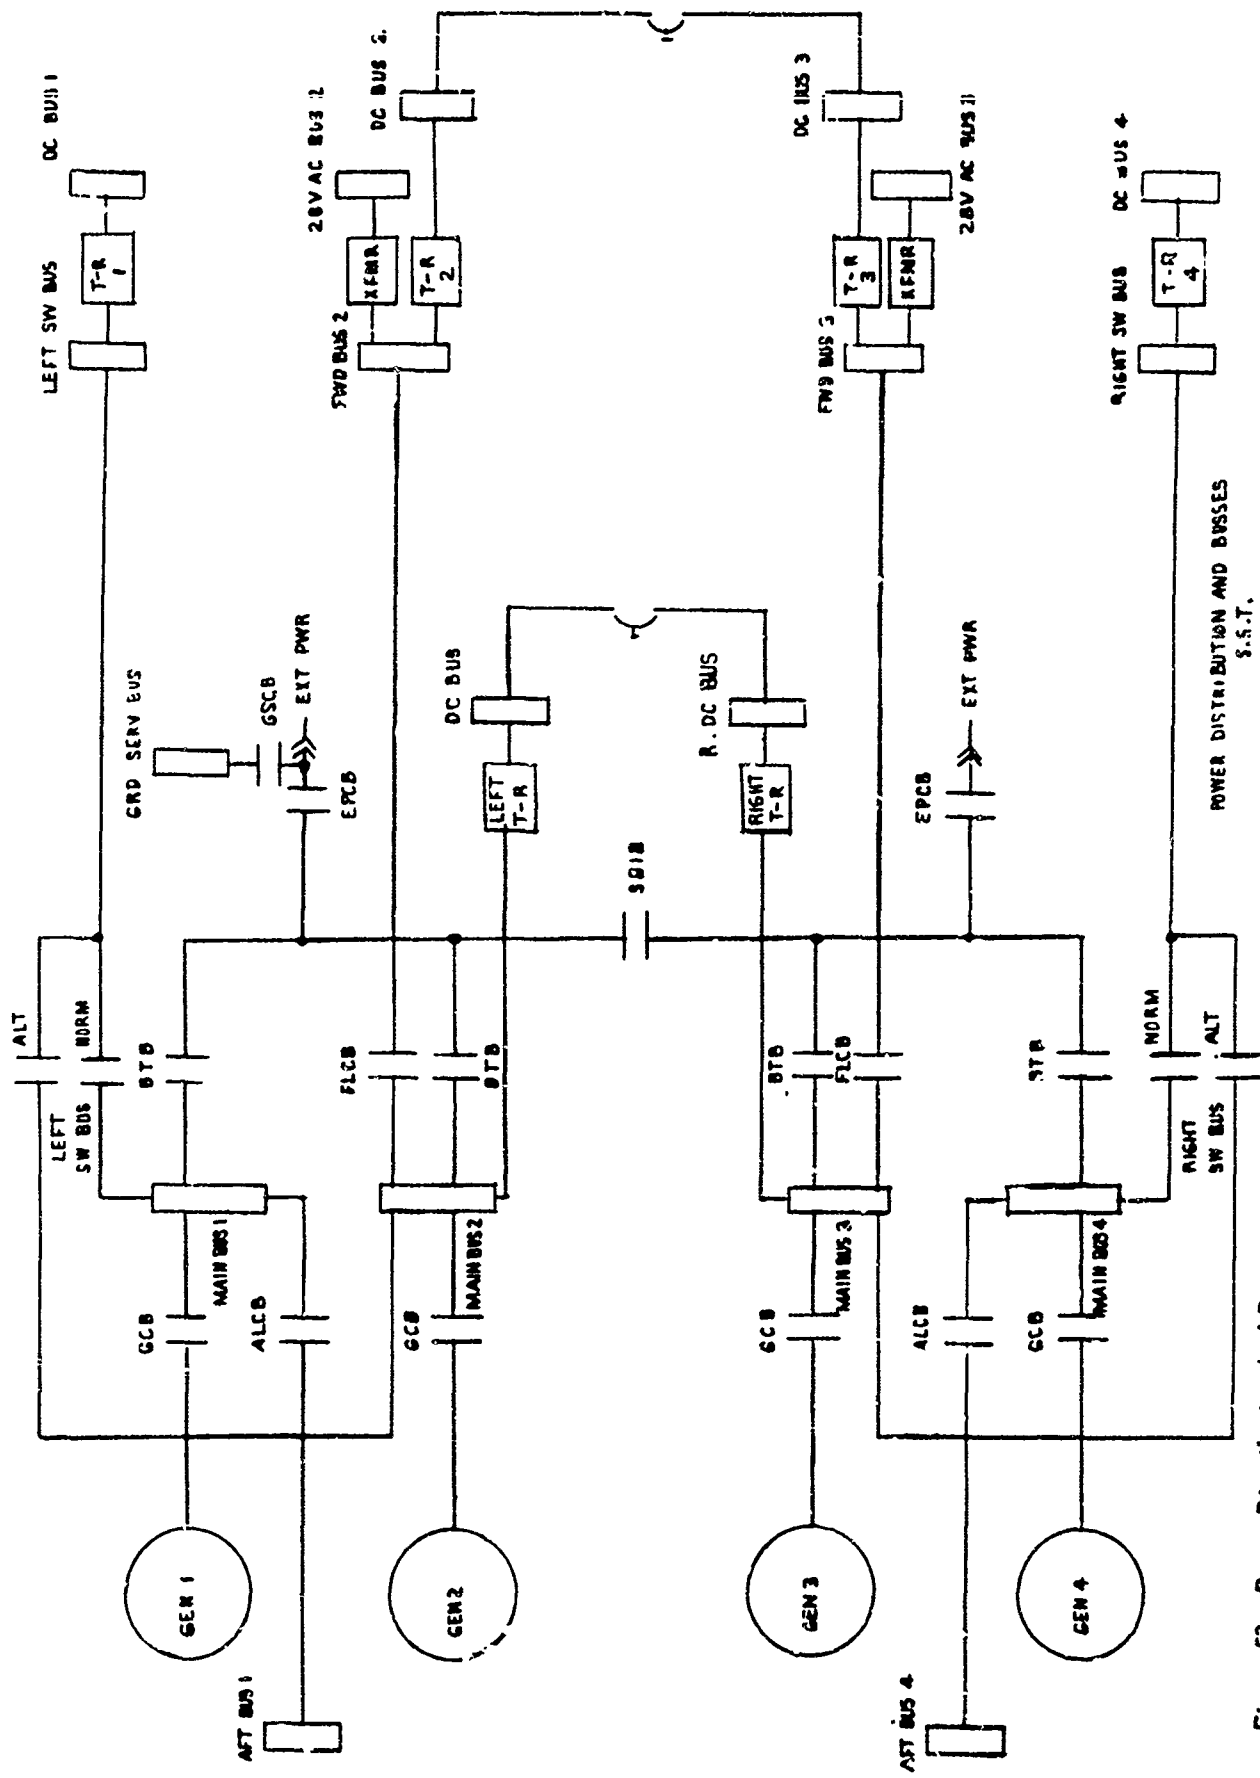 DC BUS 1
LEFT SW BUS
T-R
1
28V AC BUS 2
DC BUS 2
XFMR
T-R
2
FWD BUS 2
DC BUS 3
28V AC BUS
T-R
3
XFMR
FWD BUS 3
DC BUS 4
RIGHT SW BUS
T-R
4
GRD SERV BUS
GSCB
EXT PWR
EPCB
DC BUS
LEFT
T-R
R. DC BUS
RIGHT
T-R
EXT PWR
EPCB
POWER DISTRIBUTION AND BUSSES
S.S.T.
ALT
NORM
LEFT
SW BUS
BTB
FLCB
BTB
BTB
FLCB
BTB
NORM
ALT
RIGHT
SW BUS
MAIN BUS 1
GCB
ALCB
MAIN BUS 2
GCB
MAIN BUS 3
GCB
ALCB
GCB
MAIN BUS 4
GEN 1
GEN 2
GEN 3
GEN 4
AFT BUS 1
AFT BUS 4